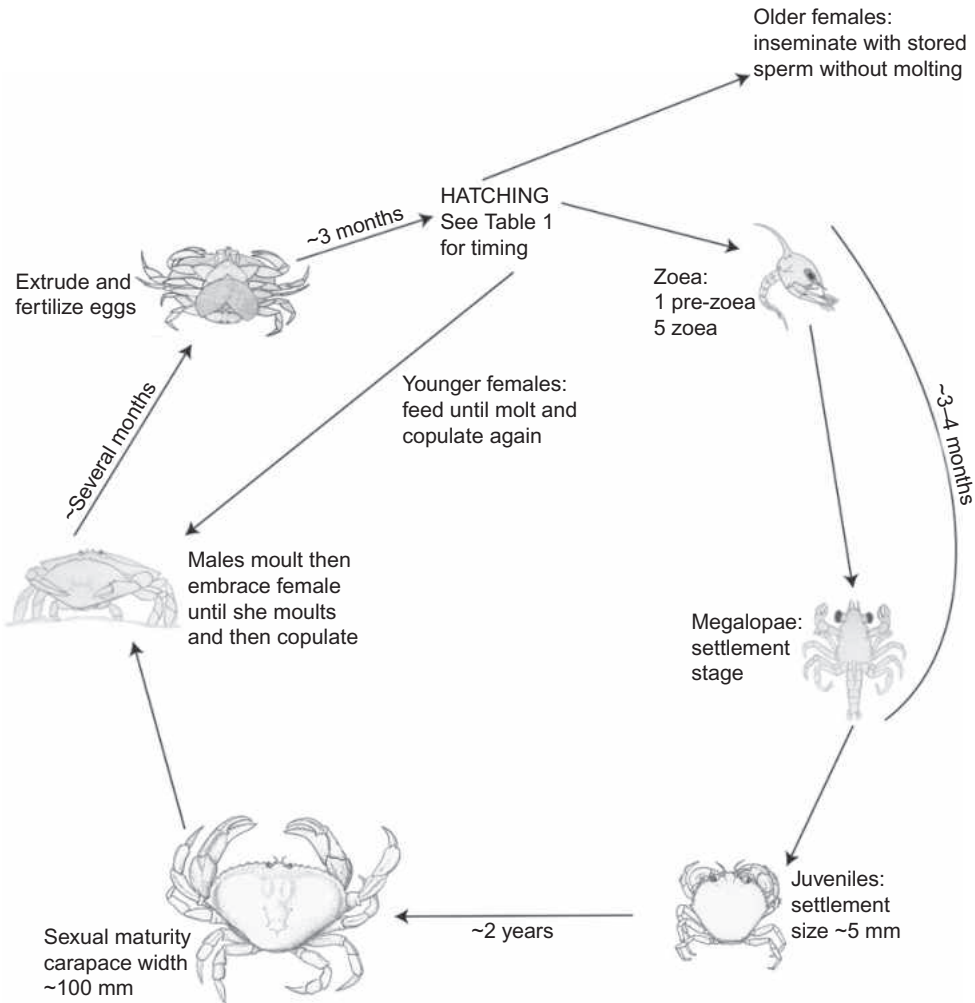 Older females:
inseminate with stored
sperm without molting
HATCHING
See Table 1
for timing
~3 months
Extrude and
fertilize eggs
Zoea:
1 pre-zoea
5 zoea
~3–4 months
Younger females:
feed until molt and
copulate again
~Several months
Males moult then
embrace female
until she moults
and then copulate
Megalopae:
settlement
stage
Juveniles:
settlement
size ~5 mm
~2 years
Sexual maturity
carapace width
~100 mm